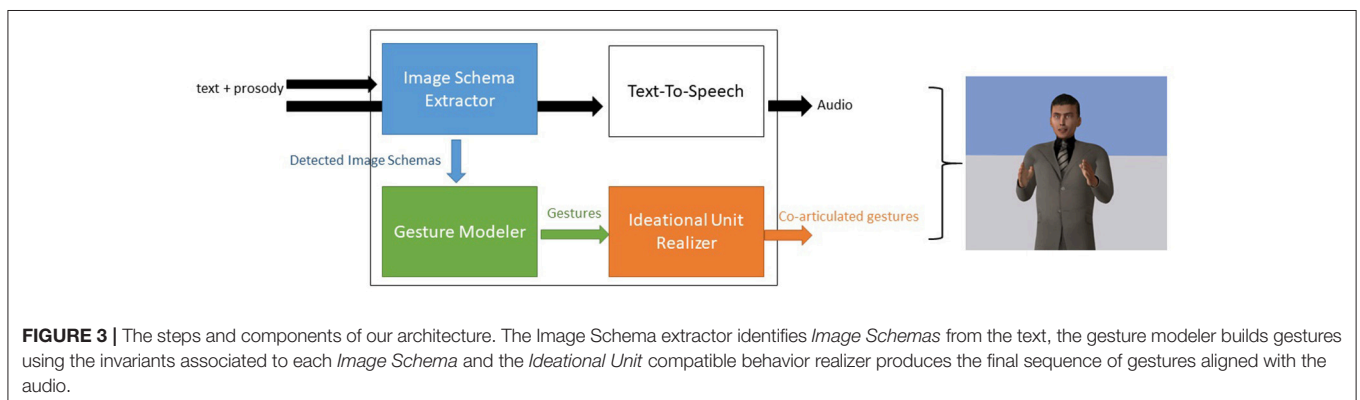 text + prosody
Image Schema
Extractor
Text-To-Speech
Audio
Detected Image Schemas
Gesture Modeler
Gestures
Ideational Unit
Realizer
Co-articulated gestures
FIGURE 3 | The steps and components of our architecture. The Image Schema extractor identifies Image Schemas from the text, the gesture modeler builds gestures
using the invariants associated to each Image Schema and the Ideational Unit compatible behavior realizer produces the final sequence of gestures aligned with the
audio.